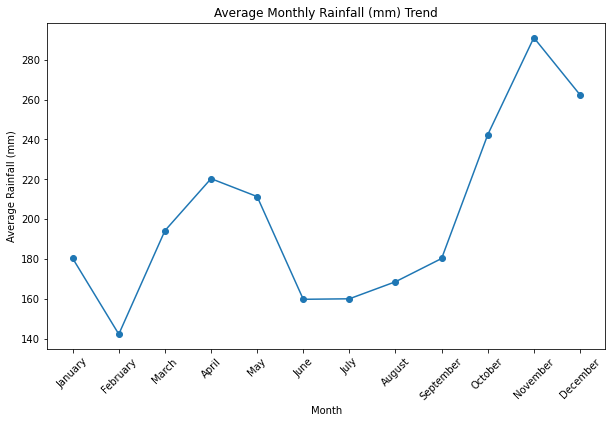 Average Monthly Rainfall (mm) Trend
Average Rainfall (mm)
280
260
240
220
200
180
160
140
January
February
March
April
May
June
July
August
September
October
November
December
Month